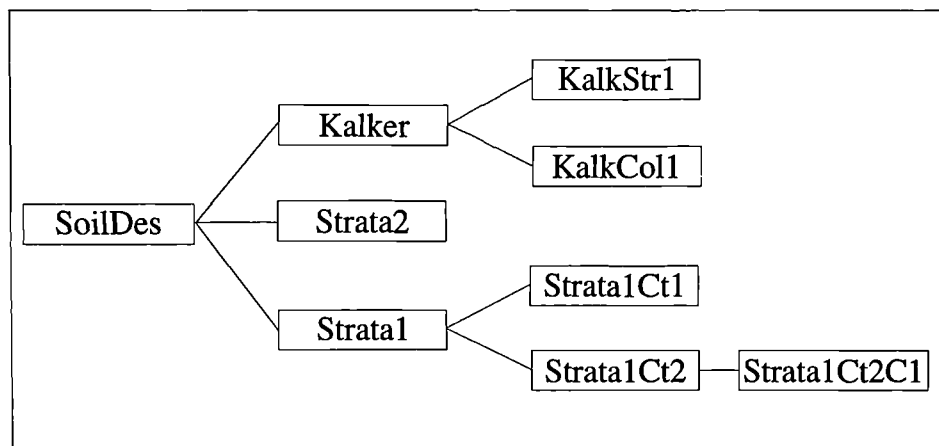 KalkStr1
Kalker
KalkCol1
SoilDes
Strata2
Strata1Ct1
Strata1
Strata1Ct2
Strata1Ct2C1